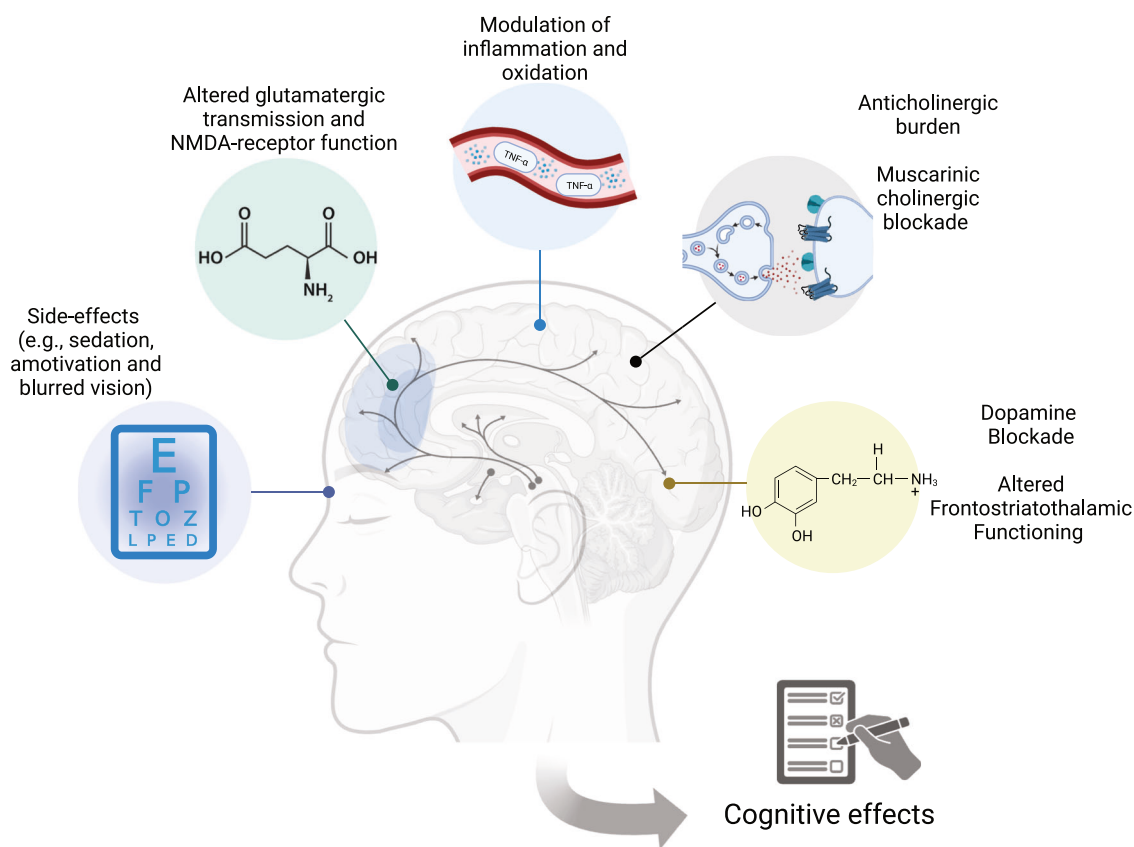 Modulation of
inflammation and
oxidation
TNF-α
TNF-α
Altered glutamatergic
transmission and
NMDA-receptor function
O
O
HO
OH
NH2
Anticholinergic
burden
Muscarinic
cholinergic
blockade
Side-effects
(e.g., sedation,
amotivation and
blurred vision)
E
F P
T O Z
L P E D
Dopamine
Blockade
Altered
Frontostriatothalamic
Functioning
H
CH2—CH—NH3
+
HO
OH
Cognitive effects